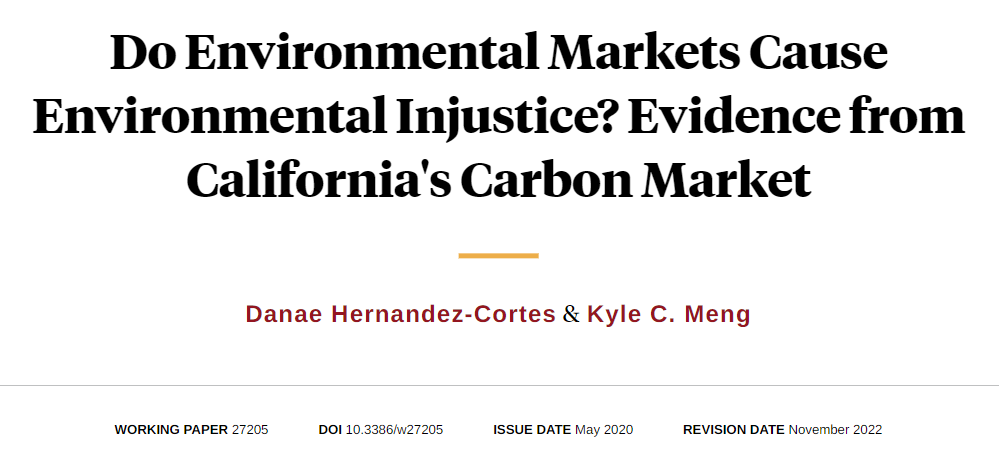 Do Environmental Markets Cause
Environmental Injustice? Evidence from
California's Carbon Market
Danae Hernandez-Cortes & Kyle C. Meng
WORKING PAPER 27205 DOI 10.3386/w27205 ISSUE DATE May 2020 REVISION DATE November 2022